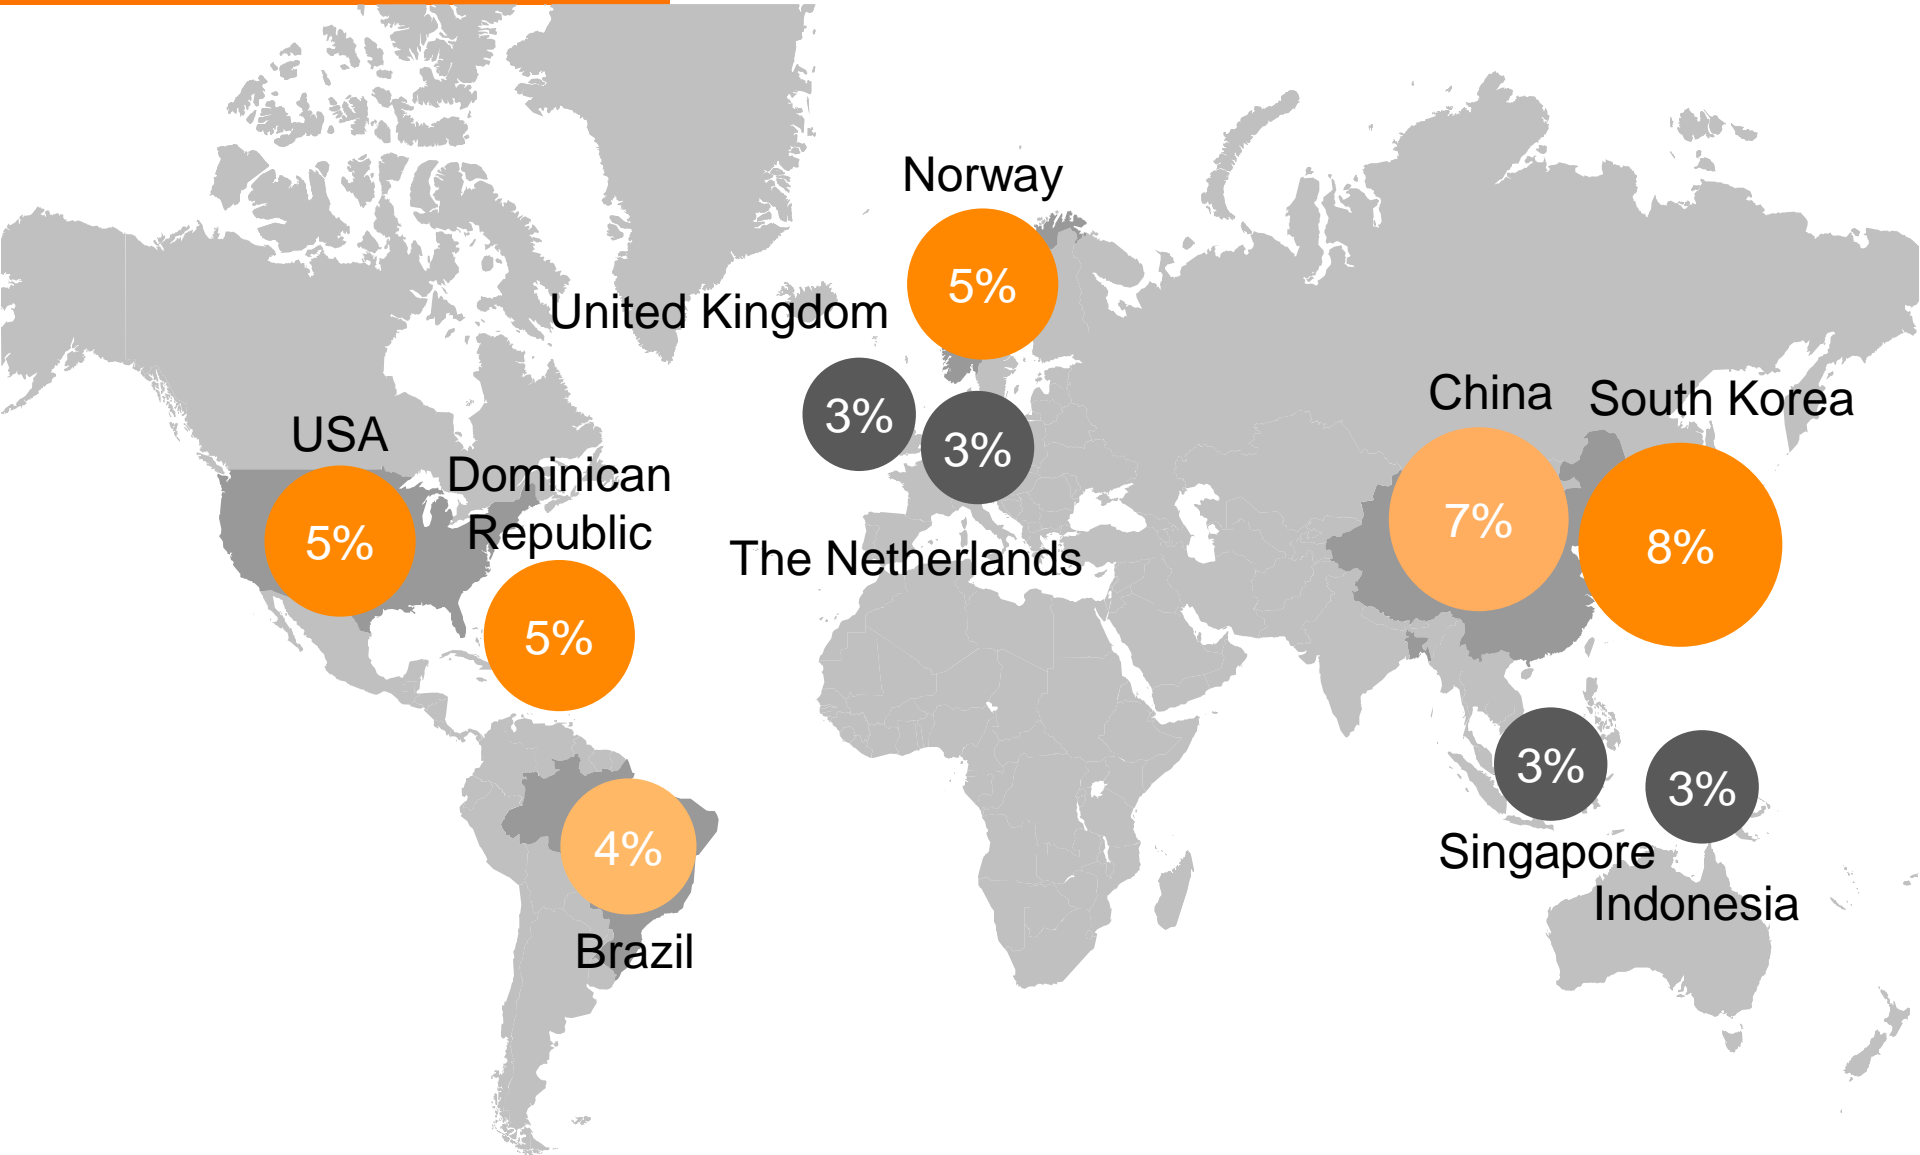 Norway
5%
United Kingdom
3%
3%
The Netherlands
USA
5%
Dominican
Republic
5%
Brazil
4%
China
7%
South Korea
8%
3%
Singapore
3%
Indonesia